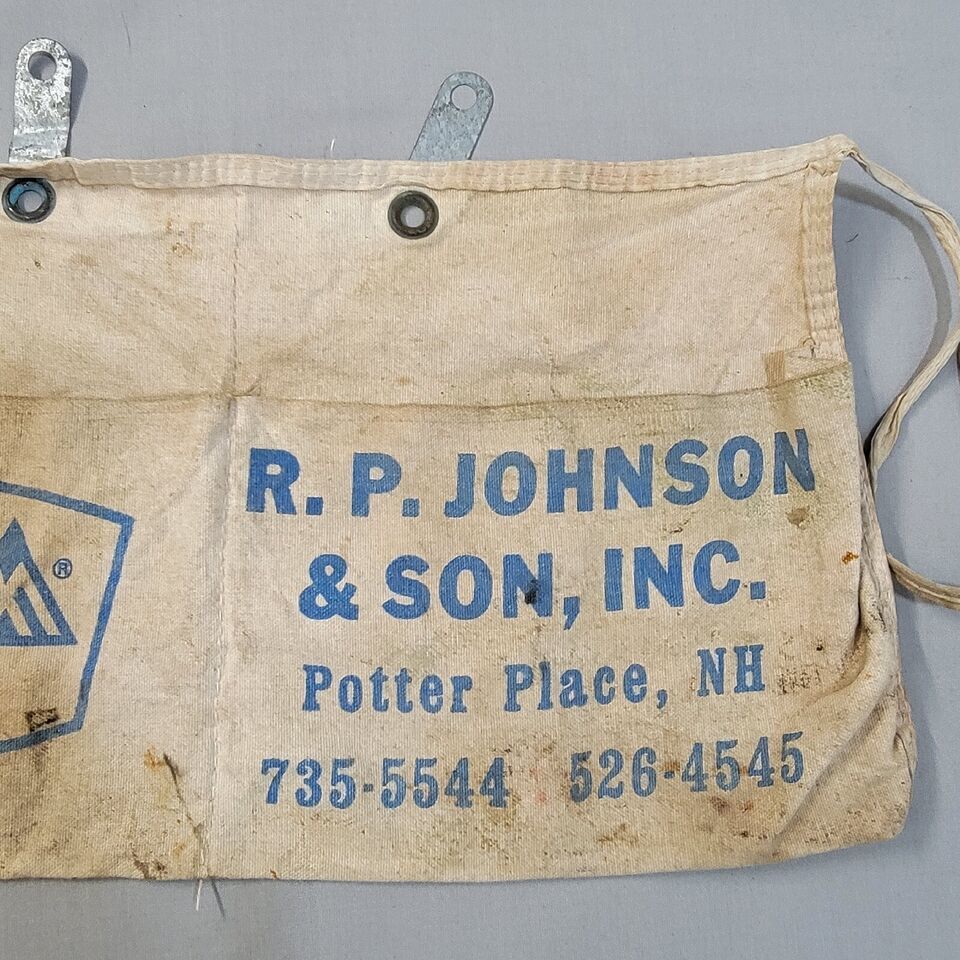 R. P. JOHNSON
& SON, INC.
Potter Place, NH
735-5544 526-4545
®